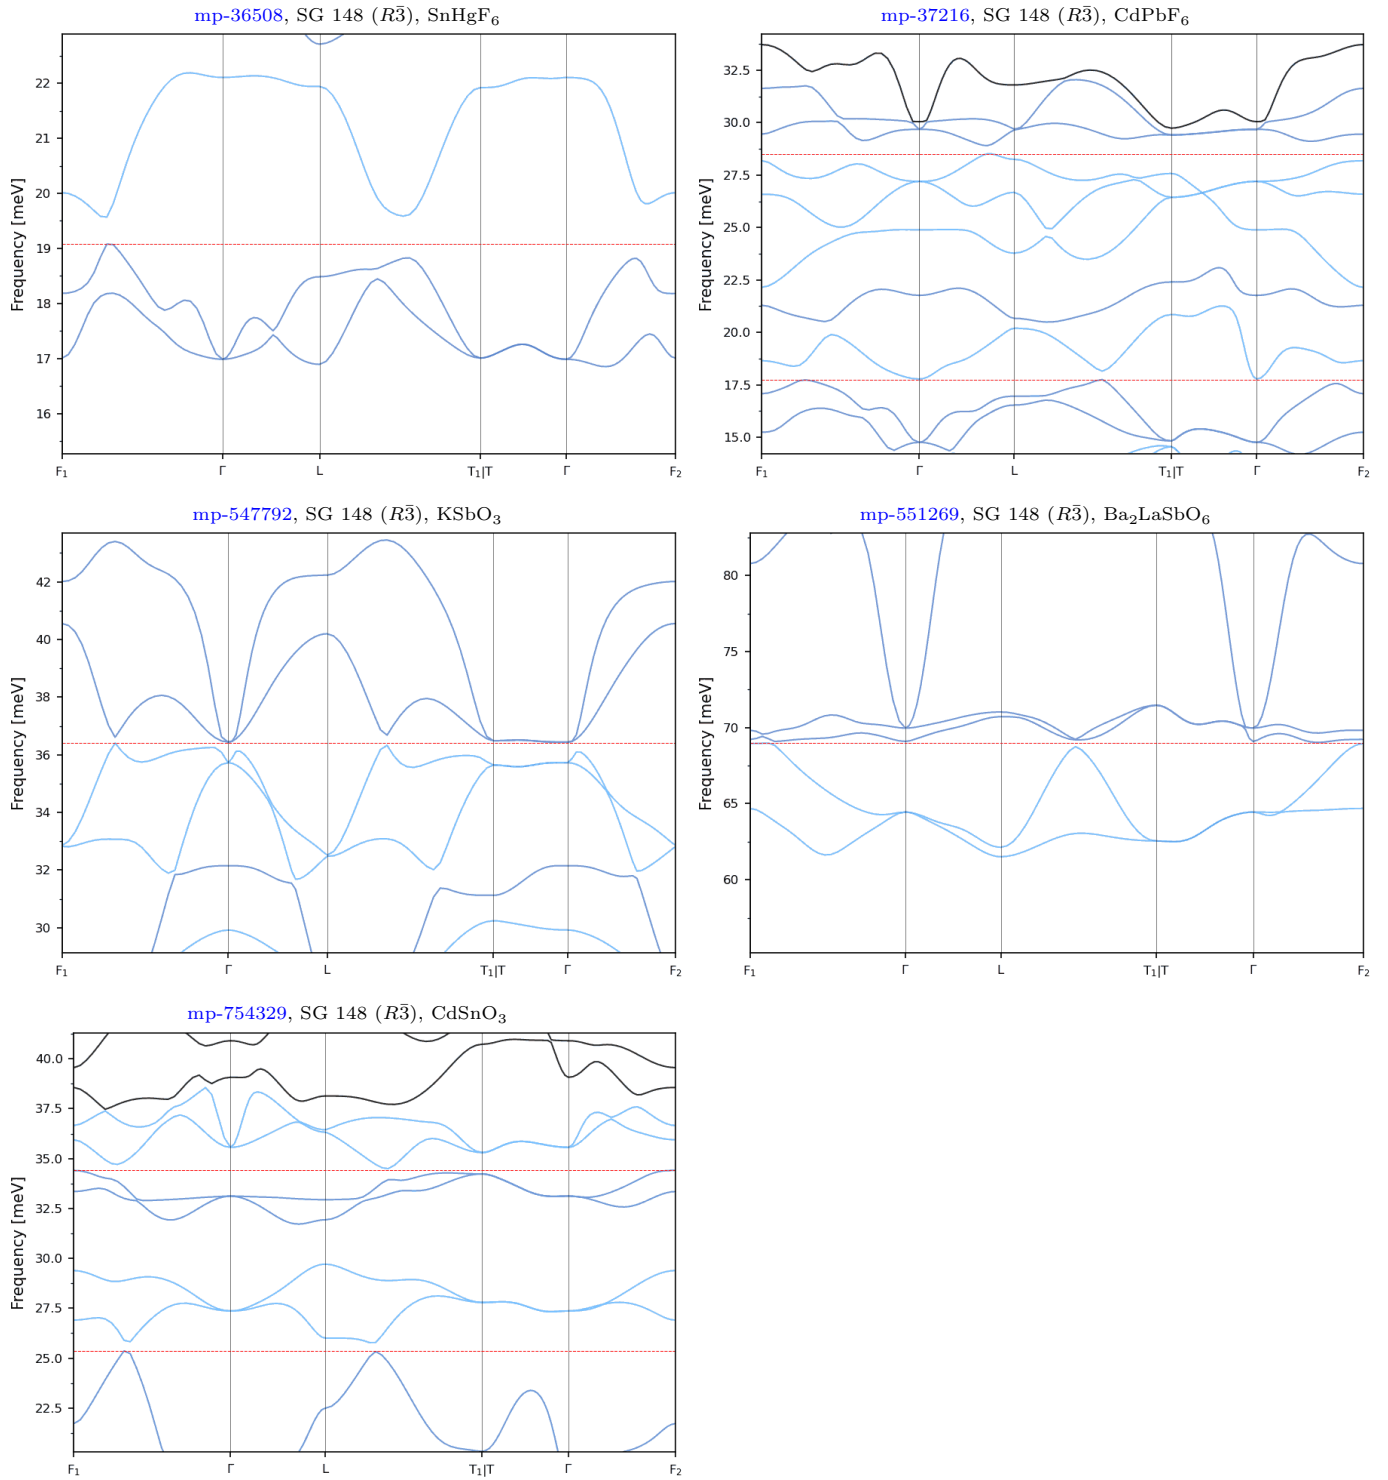 mp-36508, SG 148 (R3̄), SnHgF₆
Frequency [meV]
22
21
20
19
18
17
16
F₁ Γ L T₁|T Γ F₂
mp-37216, SG 148 (R3̄), CdPbF₆
Frequency [meV]
32.5
30.0
27.5
25.0
22.5
20.0
17.5
15.0
F₁ Γ L T₁|T Γ F₂
mp-547792, SG 148 (R3̄), KSbO₃
Frequency [meV]
42
40
38
36
34
32
30
F₁ Γ L T₁|T Γ F₂
mp-551269, SG 148 (R3̄), Ba₂LaSbO₆
Frequency [meV]
80
75
70
65
60
F₁ Γ L T₁|T Γ F₂
mp-754329, SG 148 (R3̄), CdSnO₃
Frequency [meV]
40.0
37.5
35.0
32.5
30.0
27.5
25.0
22.5
F₁ Γ L T₁|T Γ F₂